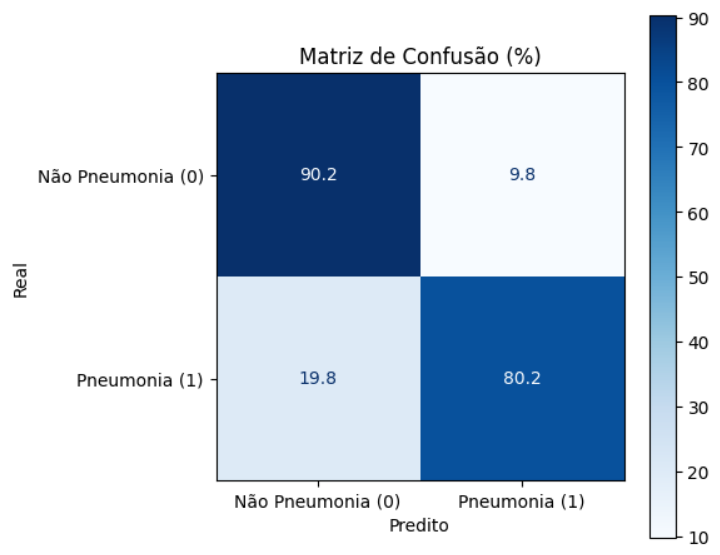 Matriz de Confusão (%)
Real
Não Pneumonia (0)
90.2
9.8
Pneumonia (1)
19.8
80.2
Não Pneumonia (0)
Pneumonia (1)
Predito
90
80
70
60
50
40
30
20
10